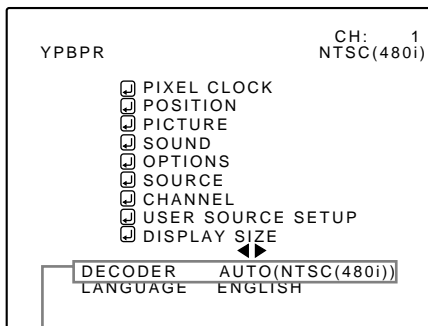 CH: 1
YPBPR NTSC(480i)
PIXEL CLOCK
POSITION
PICTURE
SOUND
OPTIONS
SOURCE
CHANNEL
USER SOURCE SETUP
DISPLAY SIZE
DECODER AUTO(NTSC(480i))
LANGUAGE ENGLISH